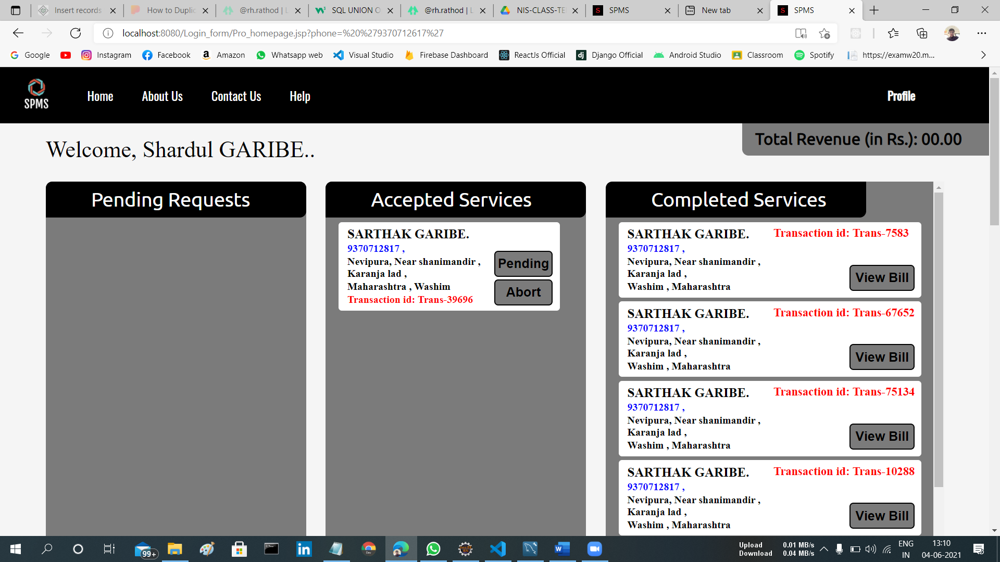 Insert records
How to Duplic
@rh.rathod | L
SQL UNION O
@rh.rathod | L
NIS-CLASS-TE
SPMS
New tab
SPMS
localhost:8080/Login_form/Pro_homepage.jsp?phone=%20%279370712617%27
Google
Instagram
Facebook
Amazon
Whatsapp web
Visual Studio
Firebase Dashboard
ReactJs Official
Django Official
Android Studio
Classroom
Spotify
https://examw20.m...
SPMS
Home
About Us
Contact Us
Help
Profile
Total Revenue (in Rs.): 00.00
Welcome, Shardul GARIBE..
Pending Requests
Accepted Services
SARTHAK GARIBE.
9370712817 ,
Nevipura, Near shanimandir ,
Karanja lad ,
Maharashtra , Washim
Transaction id: Trans-39696
Pending
Abort
Completed Services
SARTHAK GARIBE.
Transaction id: Trans-7583
9370712817 ,
Nevipura, Near shanimandir ,
Karanja lad ,
Washim , Maharashtra
View Bill
SARTHAK GARIBE.
Transaction id: Trans-67652
9370712817 ,
Nevipura, Near shanimandir ,
Karanja lad ,
Washim , Maharashtra
View Bill
SARTHAK GARIBE.
Transaction id: Trans-75134
9370712817 ,
Nevipura, Near shanimandir ,
Karanja lad ,
Washim , Maharashtra
View Bill
SARTHAK GARIBE.
Transaction id: Trans-10288
9370712817 ,
Nevipura, Near shanimandir ,
Karanja lad ,
Washim , Maharashtra
View Bill
99+
Upload 0.01 MB/s
Download 0.04 MB/s
ENG
IN
13:10
04-06-2021